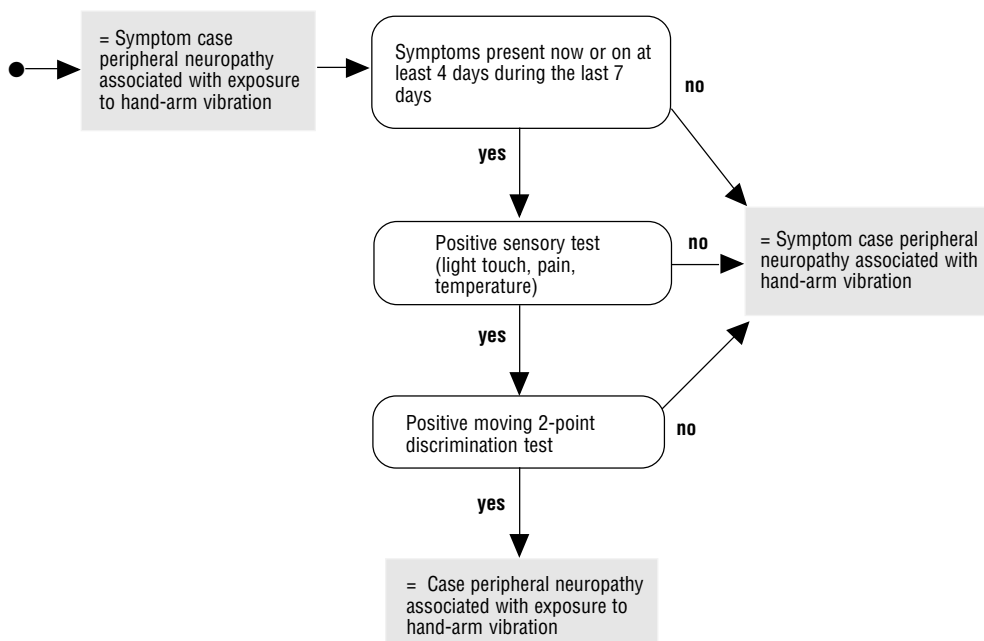 = Symptom case
peripheral neuropathy
associated with exposure
to hand-arm vibration
Symptoms present now or on at
least 4 days during the last 7
days
no
yes
Positive sensory test
(light touch, pain,
temperature)
no
= Symptom case peripheral
neuropathy associated with
hand-arm vibration
yes
Positive moving 2-point
discrimination test
no
yes
= Case peripheral neuropathy
associated with exposure to
hand-arm vibration